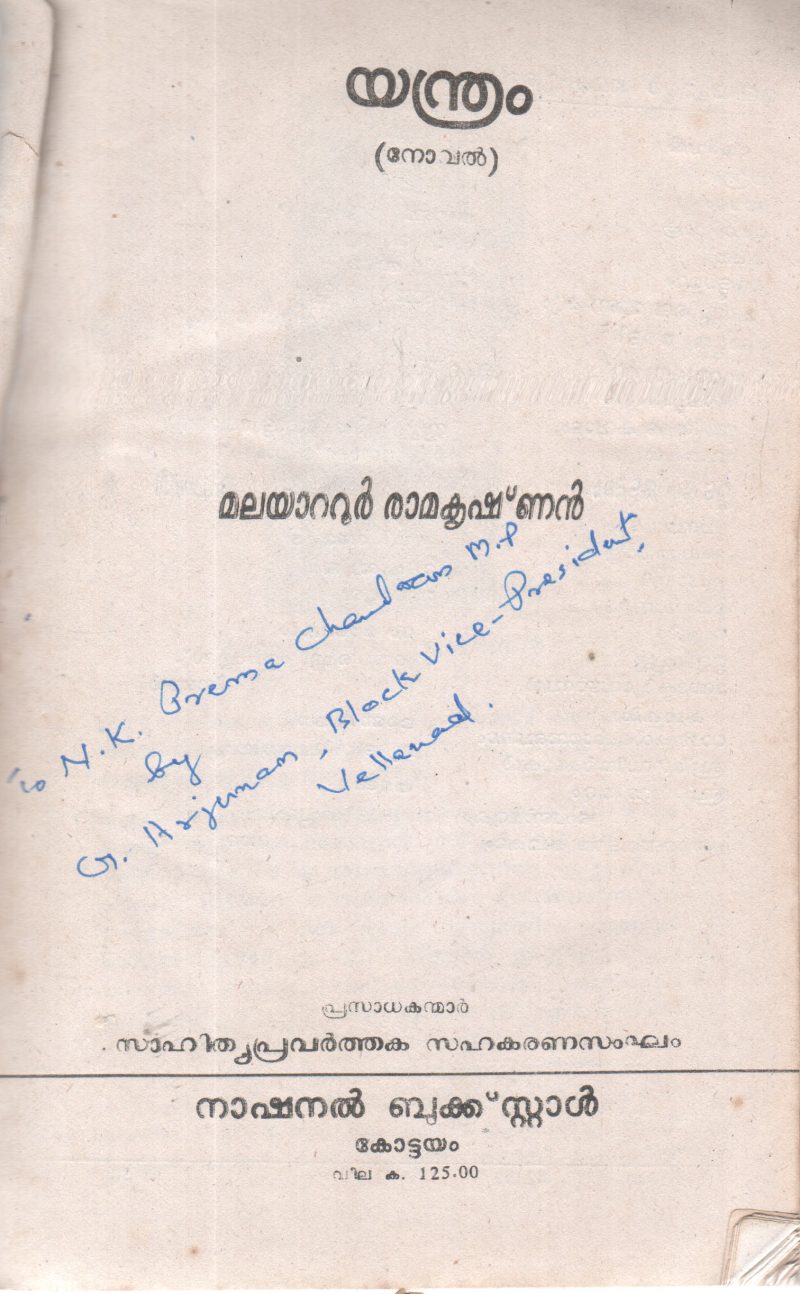 യന്ത്രം
(നോവൽ)
മലയാററൂർ രാമകൃഷ്ണൻ
To N.K. Prema Chandran M.P
by
G. Arjunan, Block Vice-President,
Vellanad.
പ്രസാധകന്മാർ
സാഹിത്യപ്രവർത്തക സഹകരണസംഘം
നാഷനൽ ബുക്ക്സ്റ്റാൾ
കോട്ടയം
വില ക. 125.00